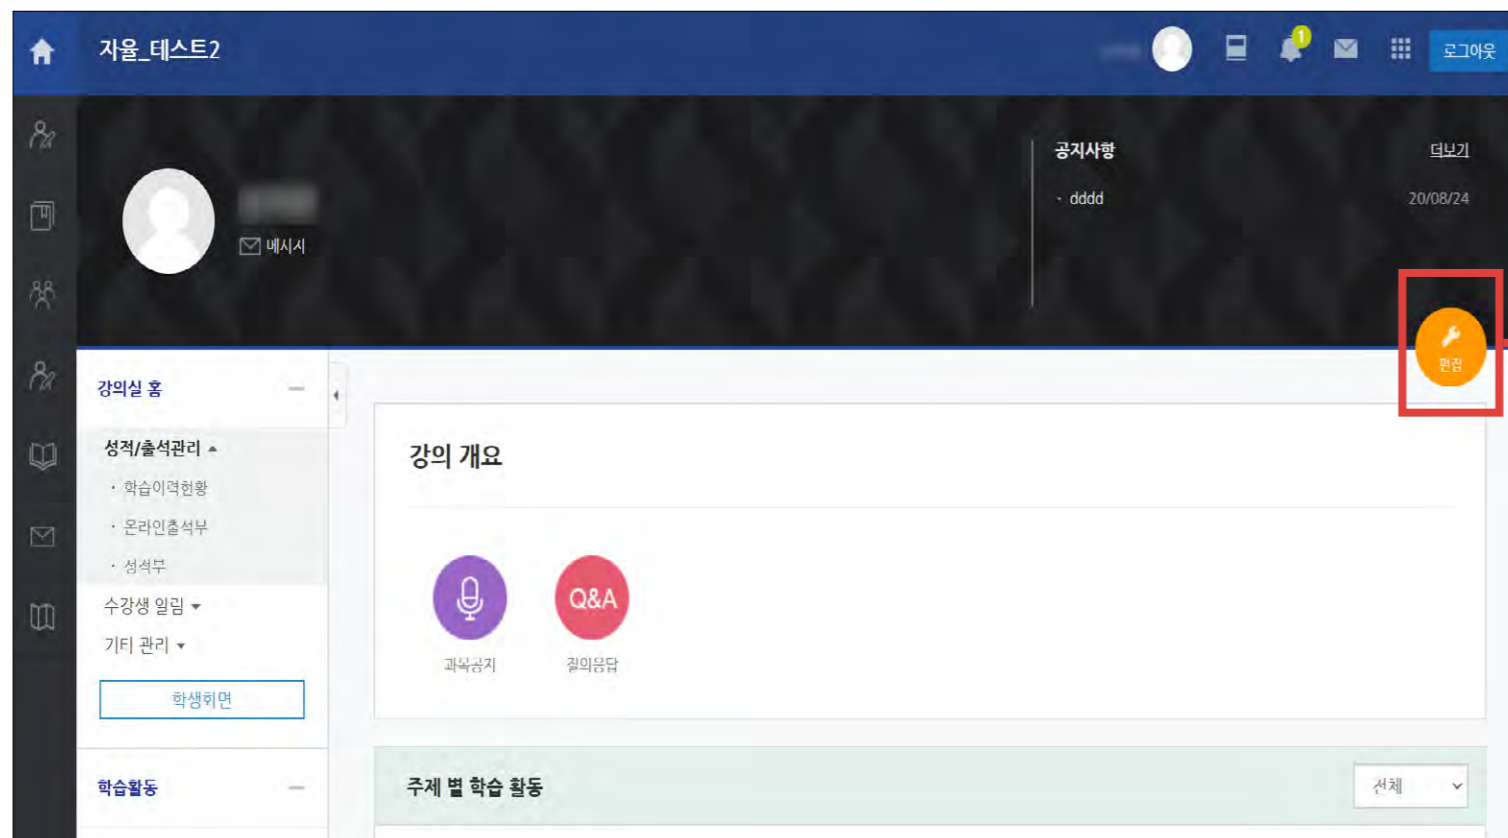 자율_테스트2
1
로그아웃
공지사항
더보기
· dddd
20/08/24
메시지
편집
강의실 홈
성적/출석관리
· 학습이력현황
· 온라인출석부
· 성적부
수강생 알림
기타 관리
학생화면
학습활동
강의 개요
Q&A
과목공지
질의응답
주제 별 학습 활동
전체